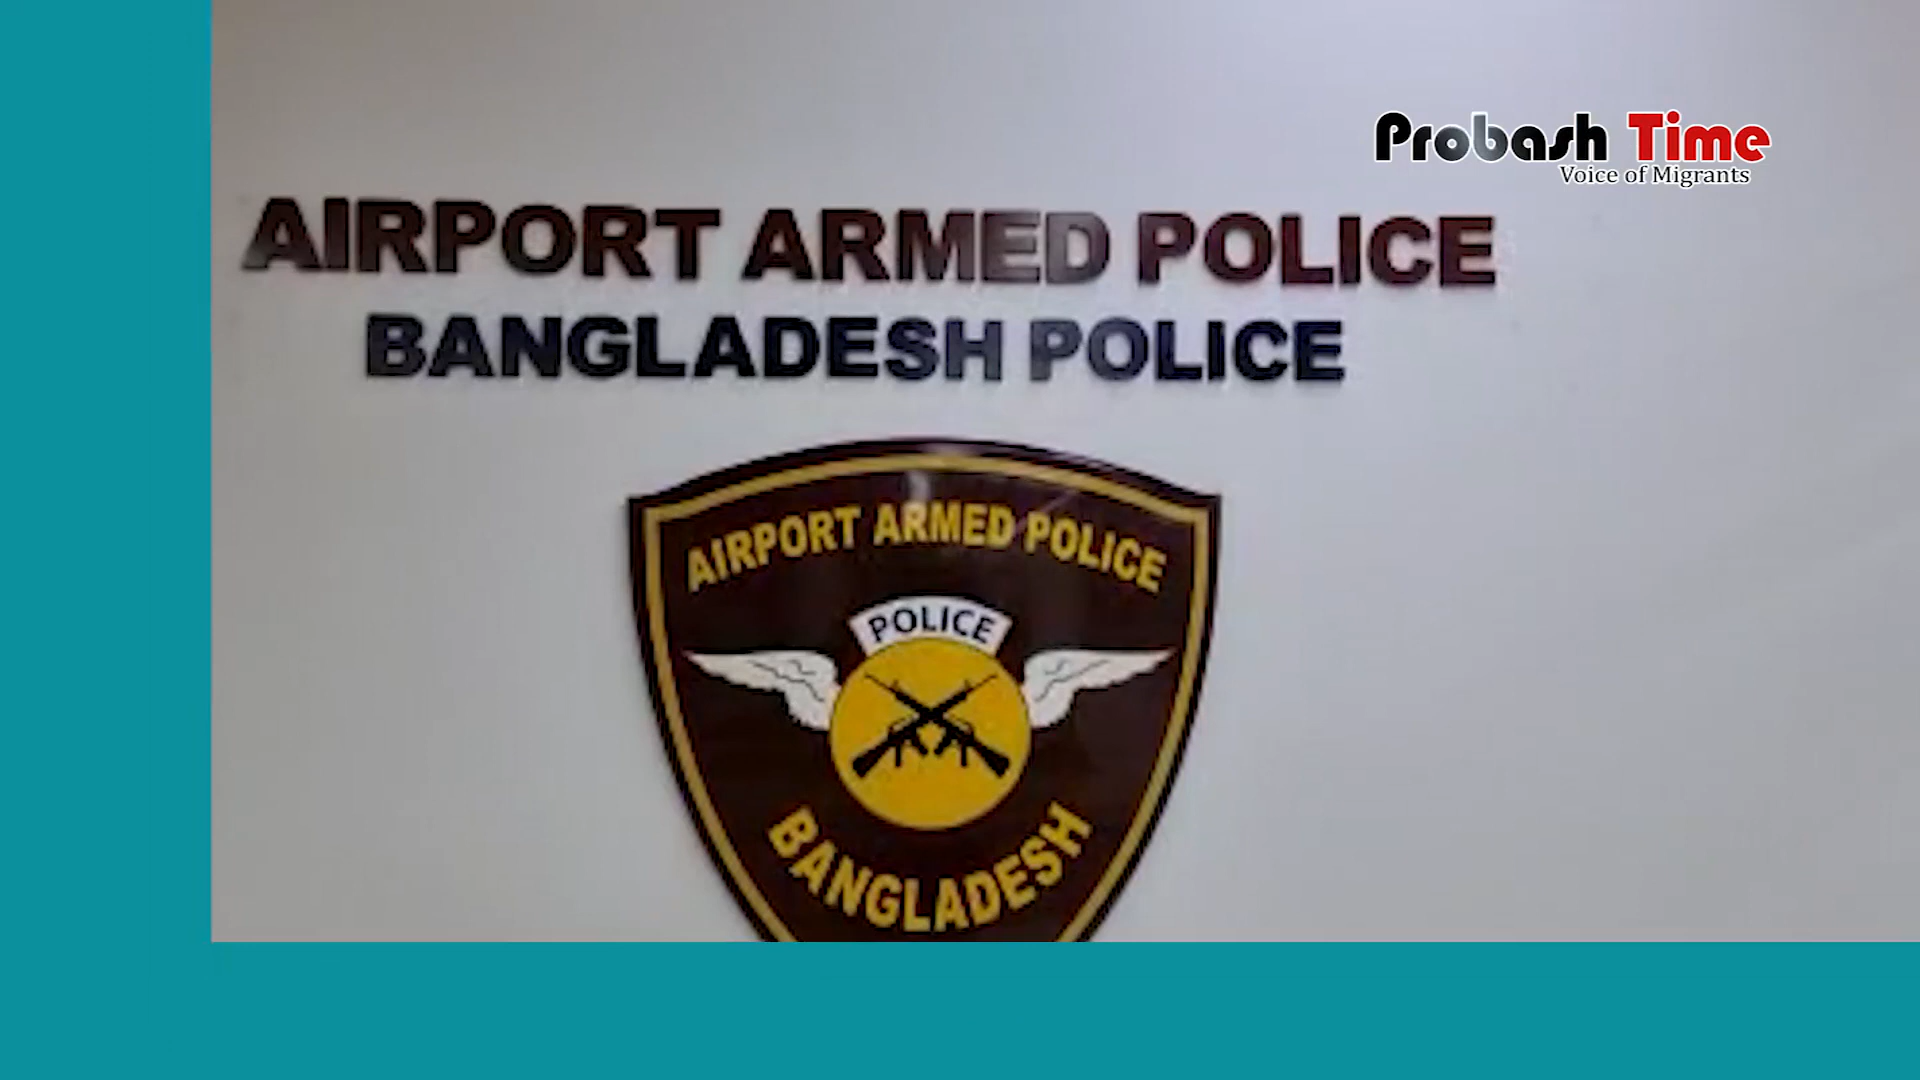 Probash Time
Voice of Migrants
AIRPORT ARMED POLICE
BANGLADESH POLICE
AIRPORT ARMED POLICE
POLICE
BANGLADESH